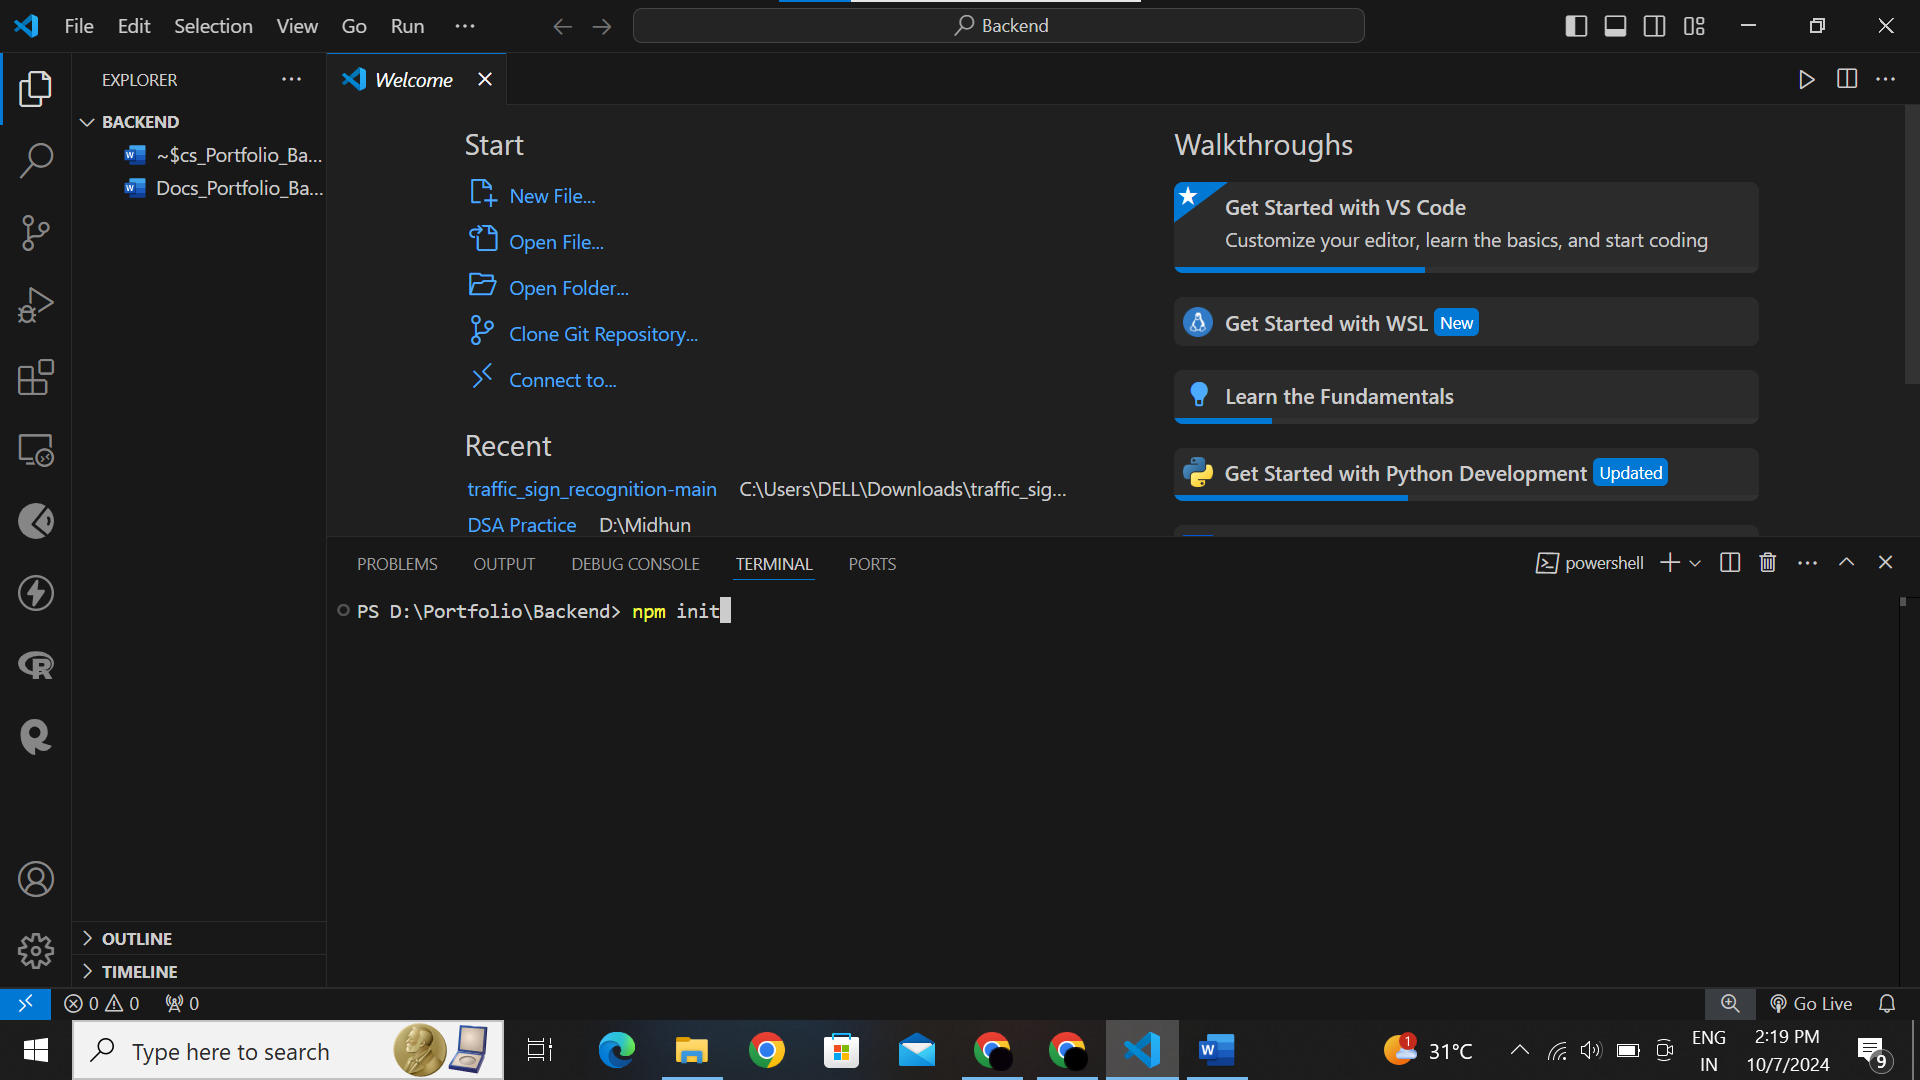 File Edit Selection View Go Run ···
Backend
EXPLORER
Welcome
BACKEND
~$cs_Portfolio_Ba...
Docs_Portfolio_Ba...
Start
New File...
Open File...
Open Folder...
Clone Git Repository...
Connect to...
Recent
traffic_sign_recognition-main C:\Users\DELL\Downloads\traffic_sig...
DSA Practice D:\Midhun
Walkthroughs
Get Started with VS Code
Customize your editor, learn the basics, and start coding
Get Started with WSL New
Learn the Fundamentals
Get Started with Python Development Updated
PROBLEMS OUTPUT DEBUG CONSOLE TERMINAL PORTS
powershell
PS D:\Portfolio\Backend> npm init
OUTLINE
TIMELINE
0 0 0
Go Live
Type here to search
1 31°C
ENG
IN
2:19 PM
10/7/2024
9